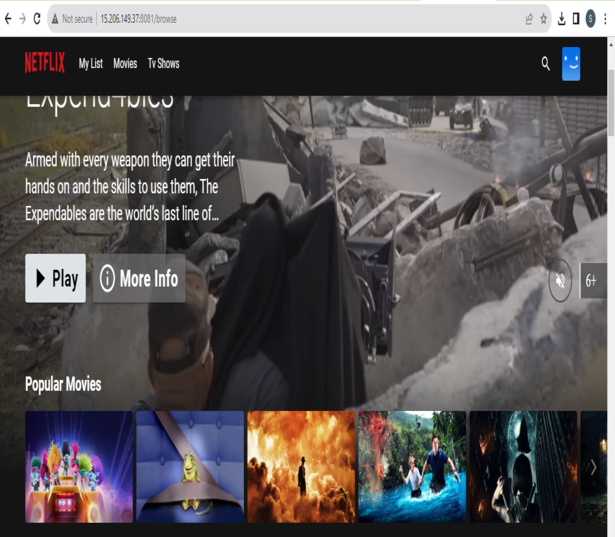 Not secure | 15.206.149.37:8081/browse
S
NETFLIX
My List Movies Tv Shows
Expend4bles
Armed with every weapon they can get their
hands on and the skills to use them, The
Expendables are the world's last line of...
Play
More Info
6+
Popular Movies